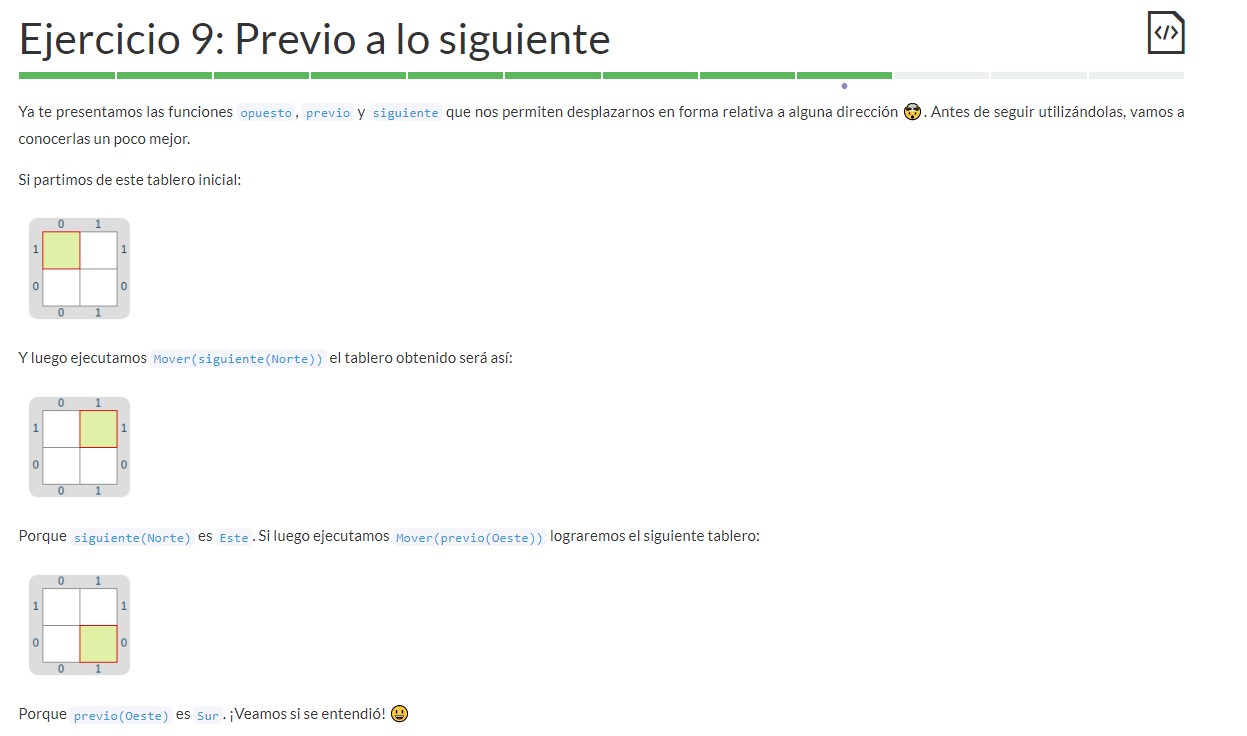 Ejercicio 9: Previo a lo siguiente
</>
Ya te presentamos las funciones opuesto, previo y siguiente que nos permiten desplazarnos en forma relativa a alguna dirección 😲. Antes de seguir utilizándolas, vamos a
conocerlas un poco mejor.
Si partimos de este tablero inicial:
0 1
1 1
0 0
0 1
Y luego ejecutamos Mover(siguiente(Norte)) el tablero obtenido será así:
0 1
1 1
0 0
0 1
Porque siguiente(Norte) es Este. Si luego ejecutamos Mover(previo(Oeste)) lograremos el siguiente tablero:
0 1
1 1
0 0
0 1
Porque previo(Oeste) es Sur. ¡Veamos si se entendió! 😃